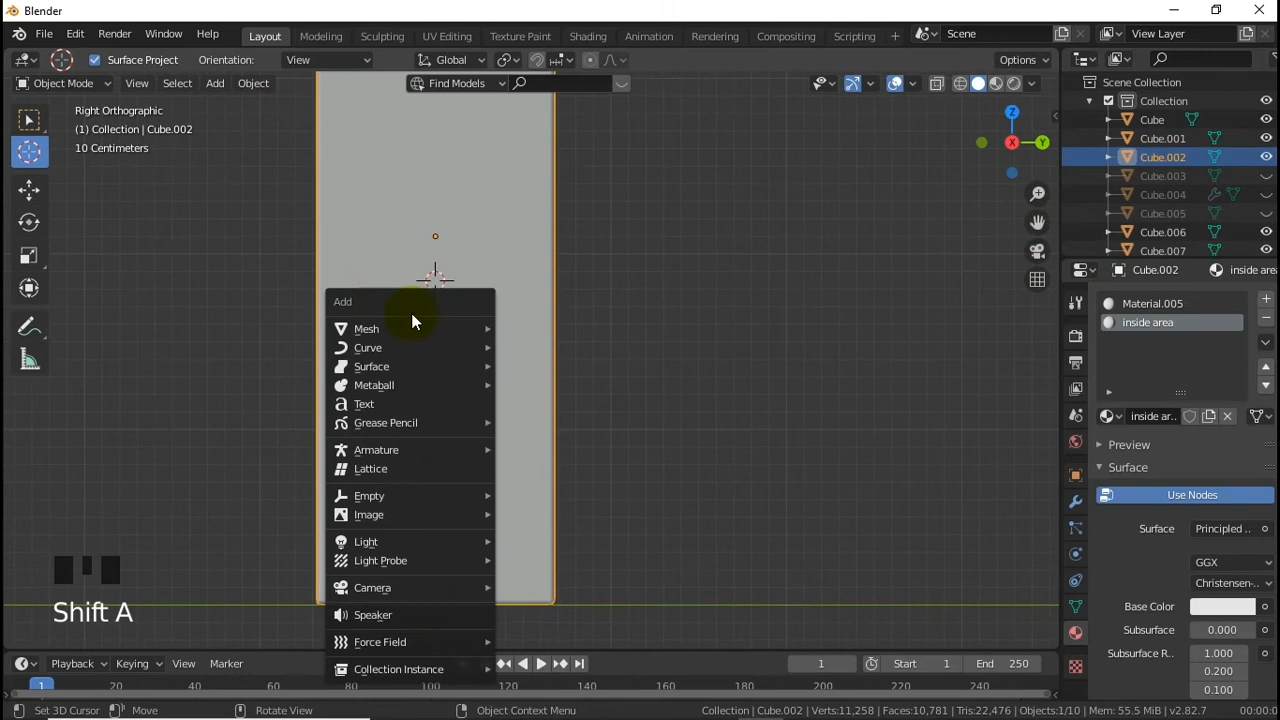 Blender
File Edit Render Window Help Layout Modeling Sculpting UV Editing Texture Paint Shading Animation Rendering Compositing Scripting + Scene View Layer
Surface Project Orientation: View Global Options
Object Mode View Select Add Object Find Models
Right Orthographic
(1) Collection | Cube.002
10 Centimeters
Z
X
Y
Scene Collection
Collection
Cube
Cube.001
Cube.002
Cube.003
Cube.004
Cube.005
Cube.006
Cube.007
Add
Mesh
Curve
Surface
Metaball
Text
Grease Pencil
Armature
Lattice
Empty
Image
Light
Light Probe
Camera
Speaker
Force Field
Collection Instance
Shift A
Cube.002 inside area
Material.005
inside area
inside ar..
Preview
Surface
Use Nodes
Surface Principled ..
GGX
Christensen-..
Base Color
Subsurface 0.000
Subsurface R.. 1.000
0.200
0.100
Playback Keying View Marker 1 Start 1 End 250
1 20 40 60 80 100 120 140 160 180 200 220 240
Set 3D Cursor Move Rotate View Object Context Menu Collection | Cube.002 | Verts:11,258 | Faces:10,781 | Tris:22,476 | Objects:1/10 | Mem: 55.5 MiB | v2.82.7